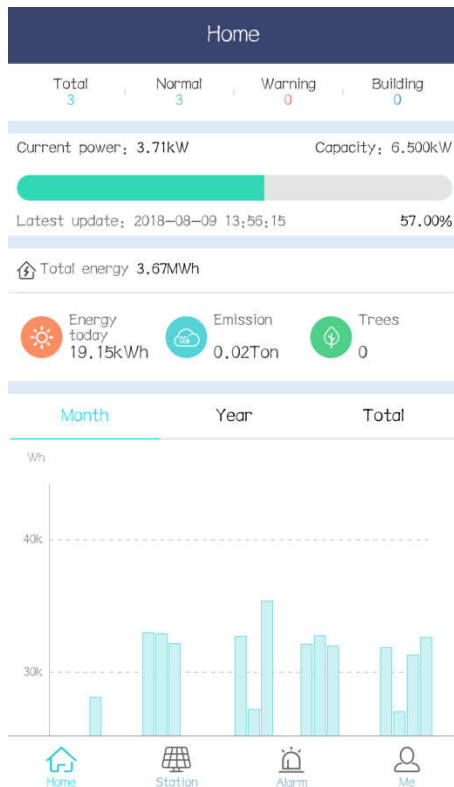 Home
Total Normal Warning Building
3 3 0 0
Current power: 3.71kW Capacity: 6.500kW
Latest update: 2018-08-09 13:56:15 57.00%
Total energy 3.67MWh
Energy today 19.15kWh
Emission 0.02Ton
Trees 0
Month Year Total
Wh
40k
30k
Home Station Alarm Me